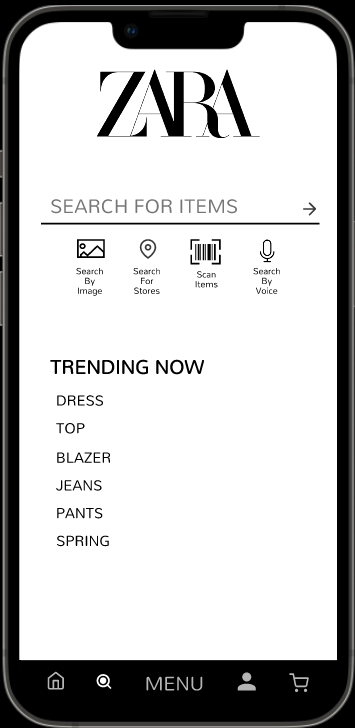 ZARA
SEARCH FOR ITEMS
Search
By
Image
Search
For
Stores
Scan
Items
Search
By
Voice
TRENDING NOW
DRESS
TOP
BLAZER
JEANS
PANTS
SPRING
MENU